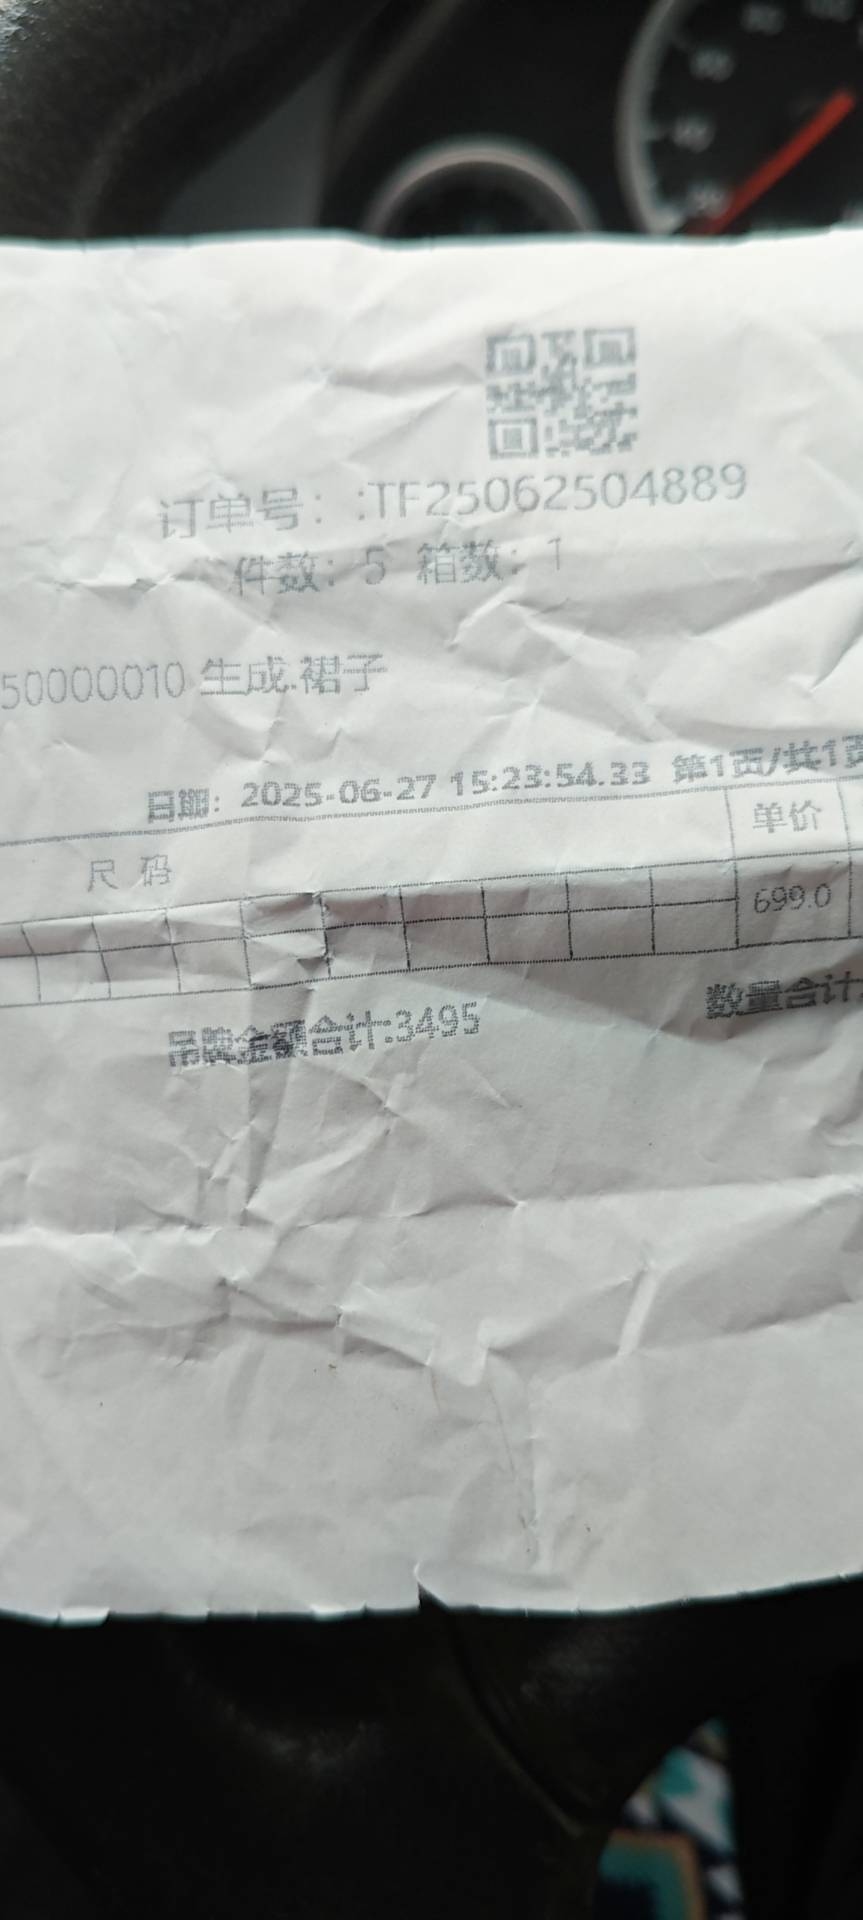 订单号: :TF25062504889
件数: 5 箱数: 1
50000010 生成.裙子
日期: 2025-06-27 15:23:54.33 第1页/共1页
尺 码 单价
699.0
吊牌金额合计:3495 数量合计: